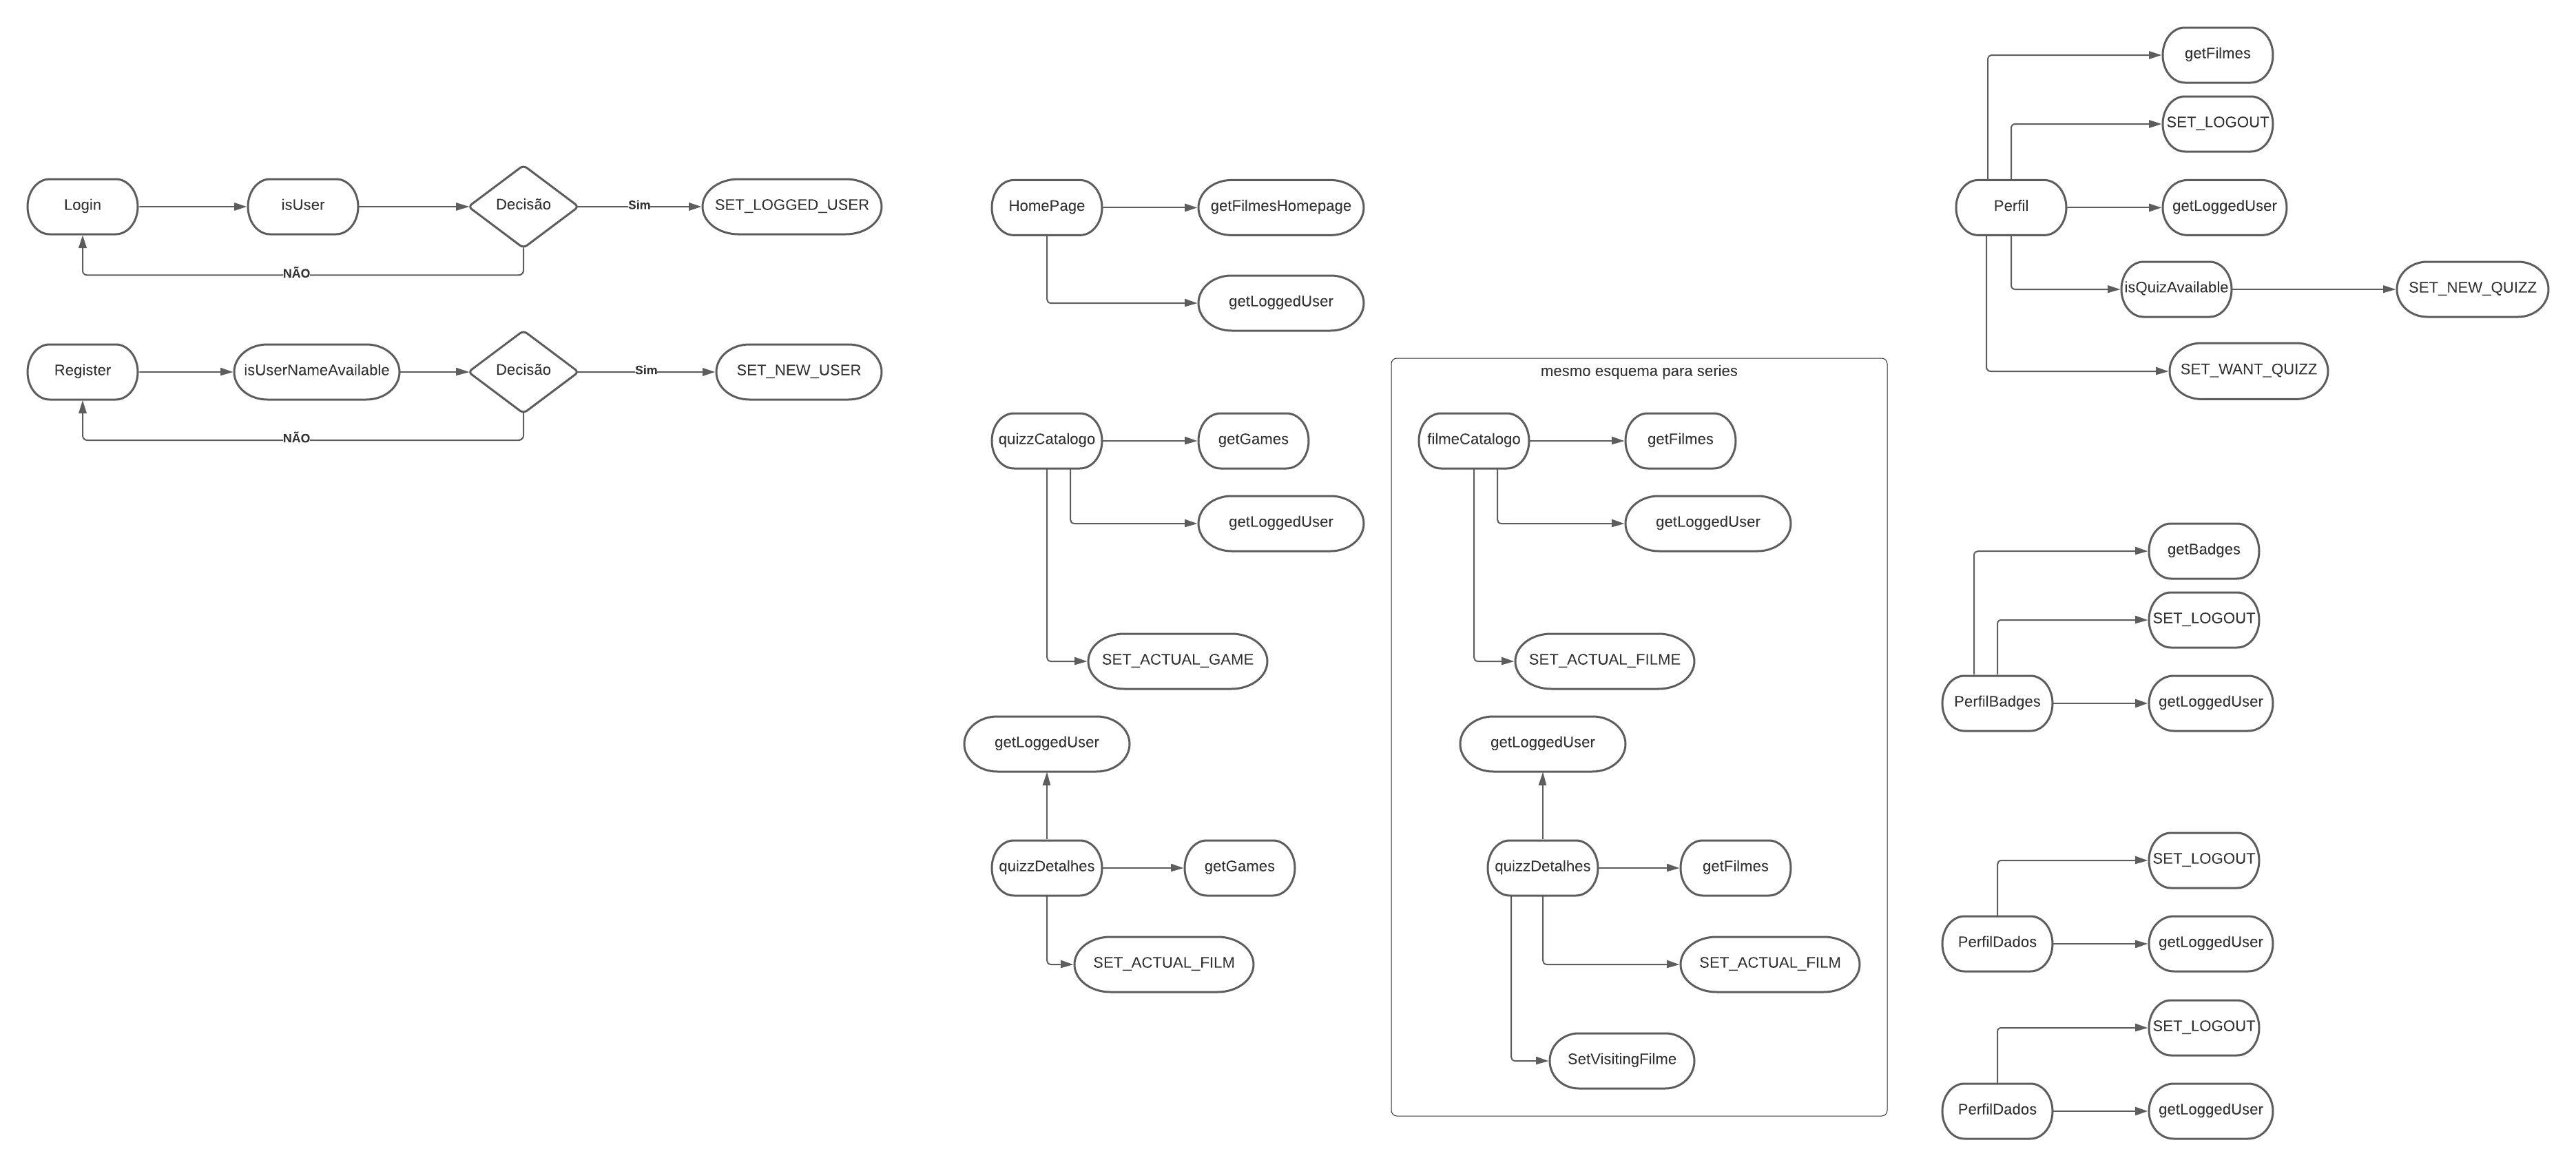 Login
isUser
Decisão
Sim
SET_LOGGED_USER
NÃO
Register
isUserNameAvailable
Decisão
Sim
SET_NEW_USER
NÃO
HomePage
getFilmesHomepage
getLoggedUser
quizzCatalogo
getGames
getLoggedUser
SET_ACTUAL_GAME
getLoggedUser
quizzDetalhes
getGames
SET_ACTUAL_FILM
mesmo esquema para series
filmeCatalogo
getFilmes
getLoggedUser
SET_ACTUAL_FILME
getLoggedUser
quizzDetalhes
getFilmes
SET_ACTUAL_FILM
SetVisitingFilme
getFilmes
SET_LOGOUT
Perfil
getLoggedUser
isQuizAvailable
SET_NEW_QUIZZ
SET_WANT_QUIZZ
getBadges
SET_LOGOUT
PerfilBadges
getLoggedUser
SET_LOGOUT
PerfilDados
getLoggedUser
SET_LOGOUT
PerfilDados
getLoggedUser